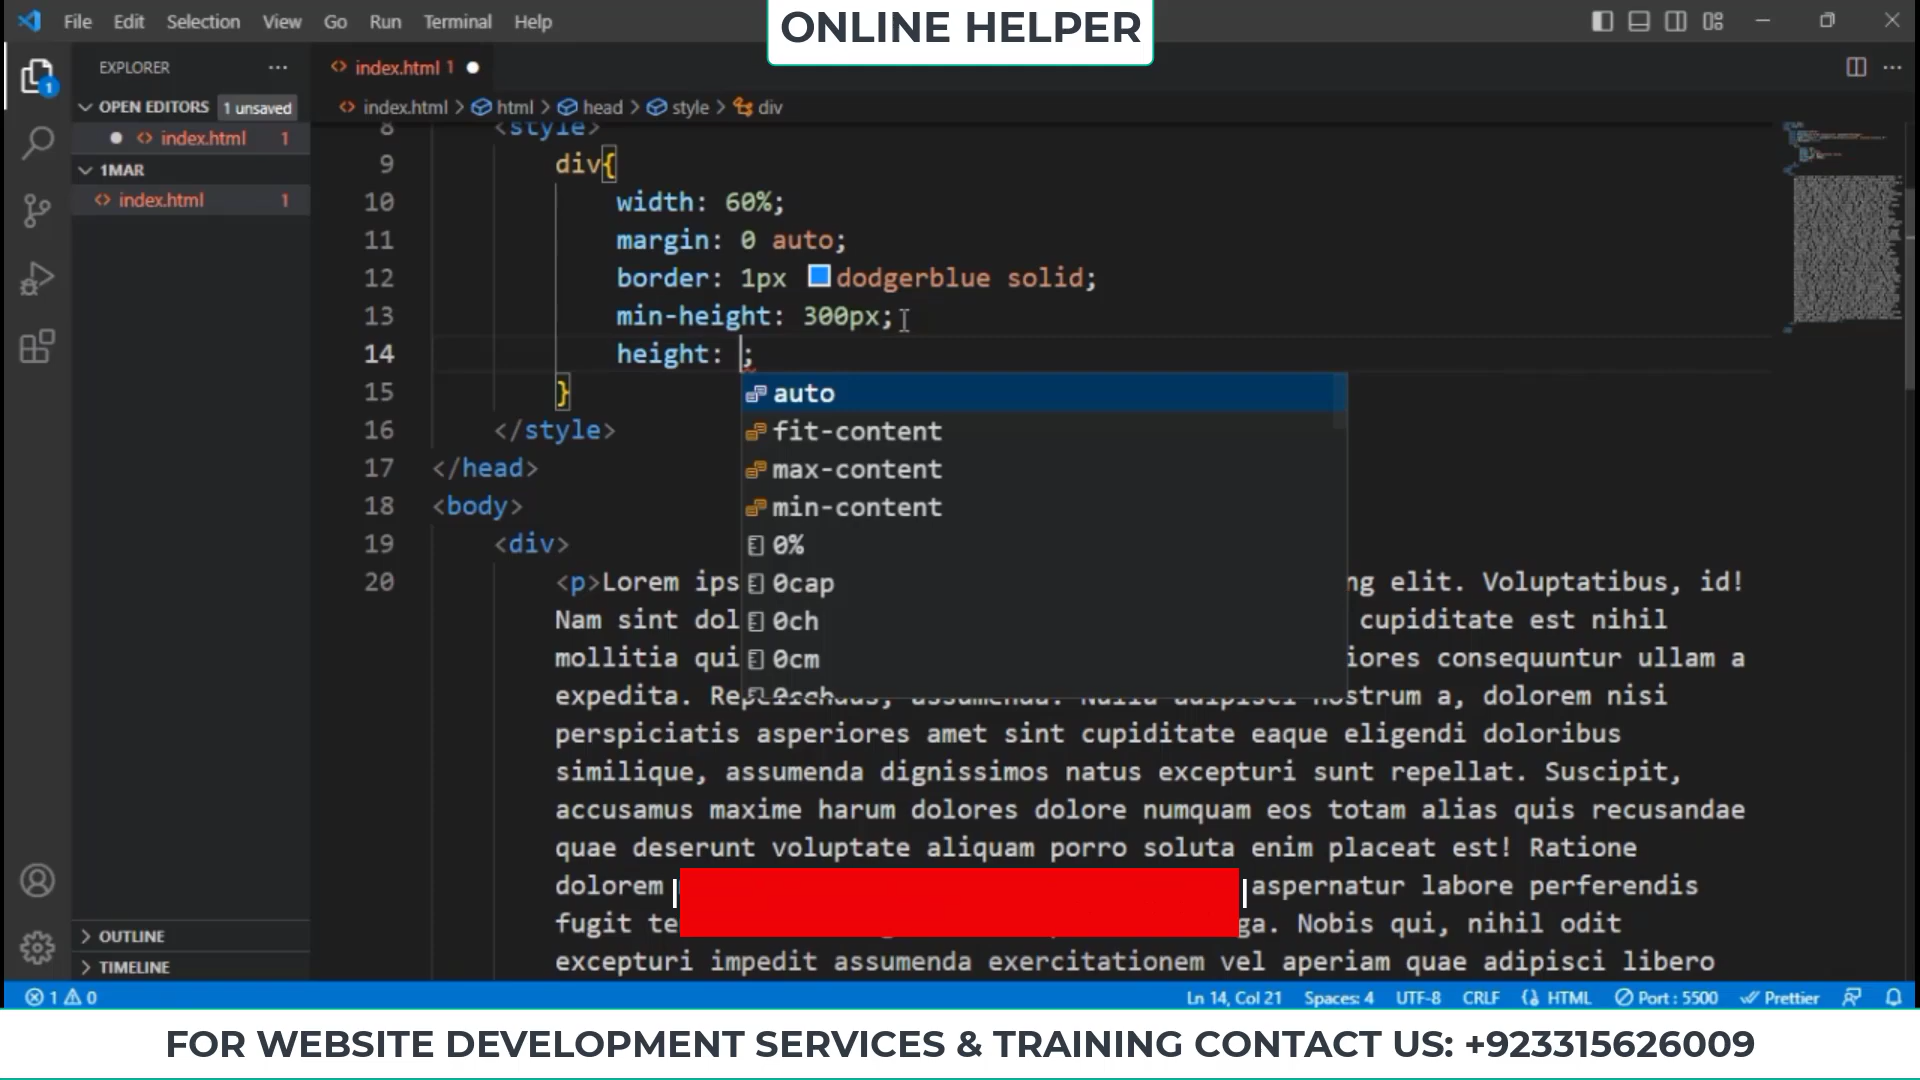 ONLINE HELPER
File Edit Selection View Go Run Terminal Help
EXPLORER
index.html 1
OPEN EDITORS 1 unsaved
index.html > html > head > style > div
index.html 1
1MAR
index.html 1
8 <style>
9 div{
10 width: 60%;
11 margin: 0 auto;
12 border: 1px dodgerblue solid;
13 min-height: 300px;
14 height: ;
15 }
16 </style>
17 </head>
18 <body>
19 <div>
auto
fit-content
max-content
min-content
0%
0cap
0ch
0cm
20 <p>Lorem ips ng elit. Voluptatibus, id!
Nam sint dol cupiditate est nihil
mollitia qui iores consequuntur ullam a
expedita. nostrum a, dolorem nisi
perspiciatis asperiores amet sint cupiditate eaque eligendi doloribus
similique, assumenda dignissimos natus excepturi sunt repellat. Suscipit,
accusamus maxime harum dolores dolore numquam eos totam alias quis recusandae
quae deserunt voluptate aliquam porro soluta enim placeat est! Ratione
dolorem aspernatur labore perferendis
fugit te ga. Nobis qui, nihil odit
excepturi impedit assumenda exercitationem vel aperiam quae adipisci libero
OUTLINE
TIMELINE
1 0 Ln 14, Col 21 Spaces: 4 UTF-8 CRLF HTML Port : 5500 Prettier
FOR WEBSITE DEVELOPMENT SERVICES & TRAINING CONTACT US: +923315626009